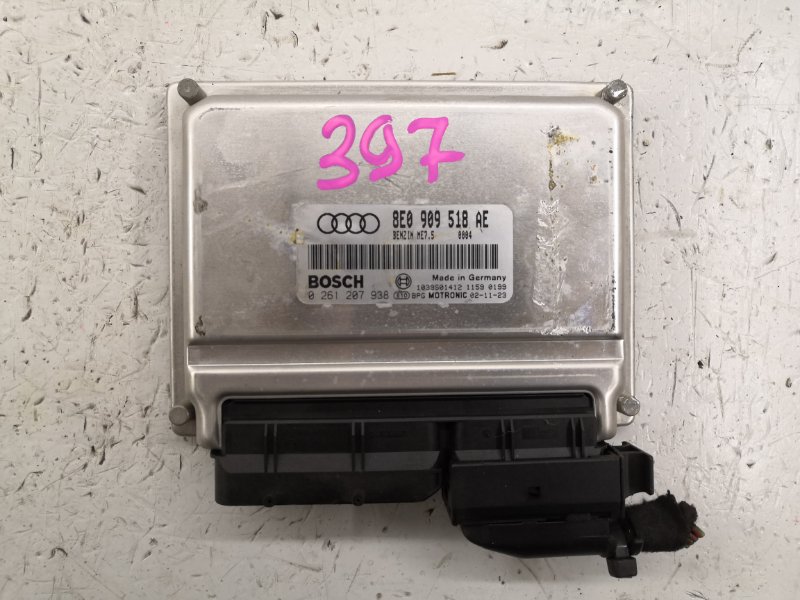 397
8E0 909 518 AE
BENZIN ME7.5 0004
BOSCH
Made in Germany
1039S01412 1159 0199
0 261 207 938 BPG MOTRONIC 02-11-23